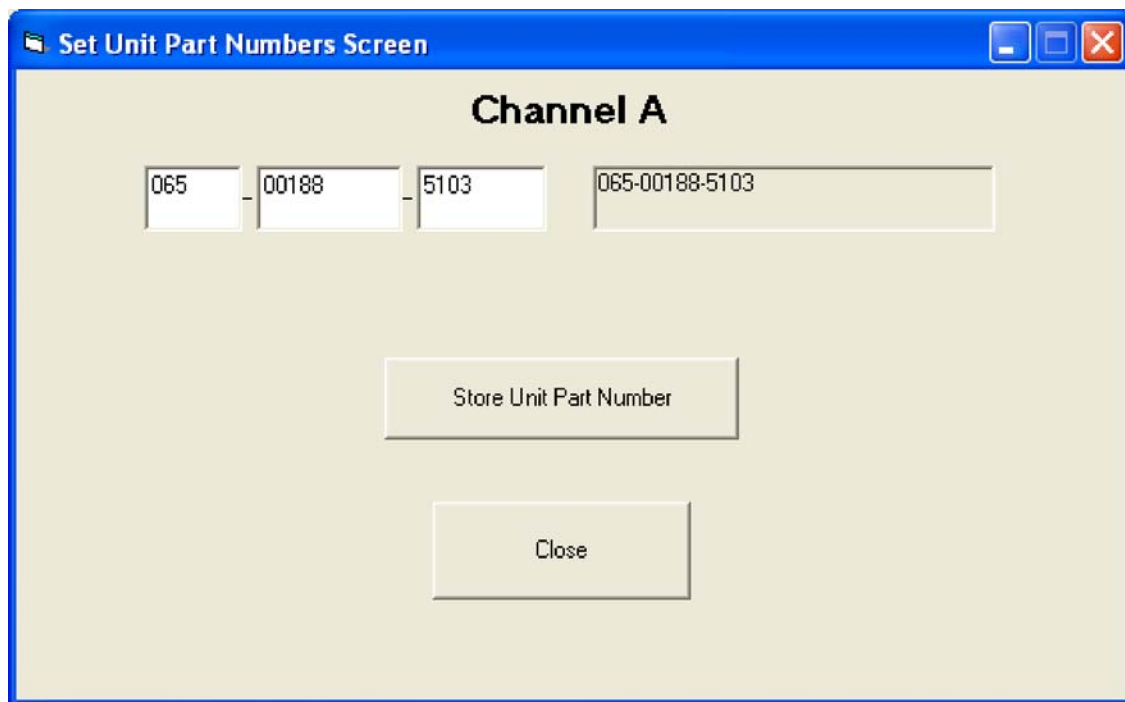 Set Unit Part Numbers Screen
Channel A
065 - 00188 - 5103 065-00188-5103
Store Unit Part Number
Close